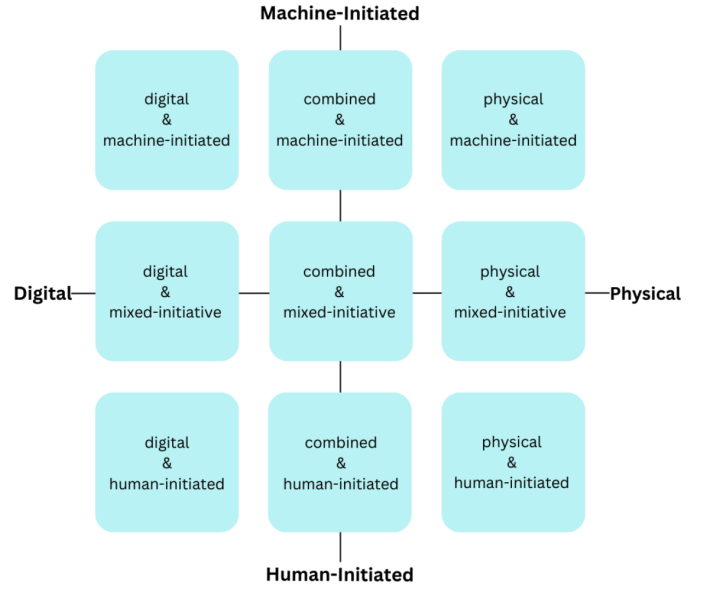 Machine-Initiated
digital
&
machine-initiated
combined
&
machine-initiated
physical
&
machine-initiated
Digital
digital
&
mixed-initiative
combined
&
mixed-initiative
physical
&
mixed-initiative
Physical
digital
&
human-initiated
combined
&
human-initiated
physical
&
human-initiated
Human-Initiated